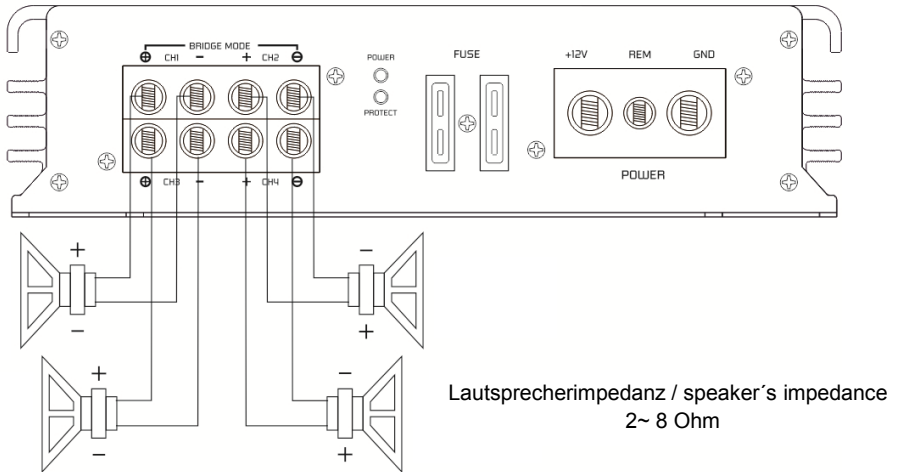 BRIDGE MODE
⊕ CH1 − + CH2 ⊖
POWER
PROTECT
FUSE
+12V REM GND
POWER
⊕ CH3 − + CH4 ⊖
+ −
− +
+ −
− +
Lautsprecherimpedanz / speaker´s impedance
2~ 8 Ohm